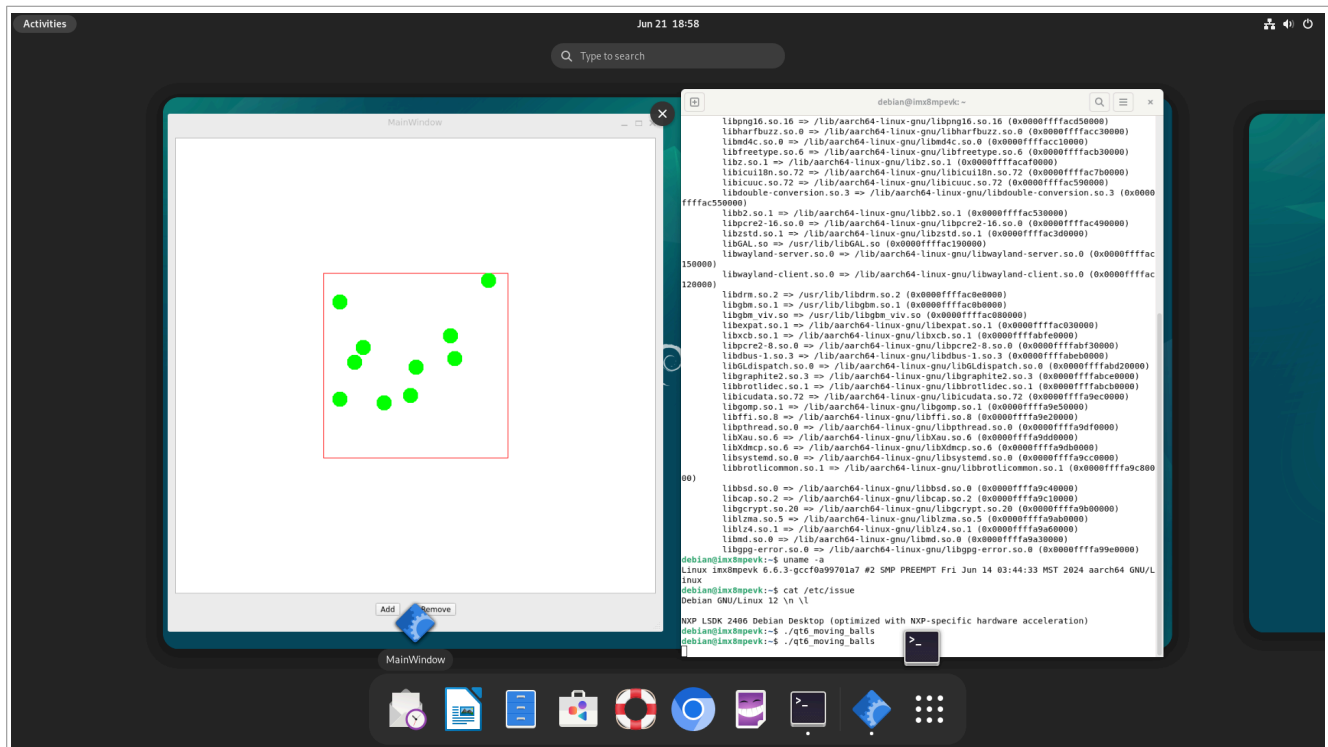 Activities
Jun 21 18:58
Type to search
MainWindow
Add
Remove
MainWindow
debian@imx8mpevk: ~
libpng16.so.16 => /lib/aarch64-linux-gnu/libpng16.so.16 (0x0000ffffacd50000)
libharfbuzz.so.0 => /lib/aarch64-linux-gnu/libharfbuzz.so.0 (0x0000ffffacc30000)
libmd4c.so.0 => /lib/aarch64-linux-gnu/libmd4c.so.0 (0x0000ffffacc10000)
libfreetype.so.6 => /lib/aarch64-linux-gnu/libfreetype.so.6 (0x0000ffffacb30000)
libz.so.1 => /lib/aarch64-linux-gnu/libz.so.1 (0x0000ffffacaf0000)
libicui18n.so.72 => /lib/aarch64-linux-gnu/libicui18n.so.72 (0x0000ffffac7b0000)
libicuuc.so.72 => /lib/aarch64-linux-gnu/libicuuc.so.72 (0x0000ffffac590000)
libdouble-conversion.so.3 => /lib/aarch64-linux-gnu/libdouble-conversion.so.3 (0x0000
ffffac550000)
libb2.so.1 => /lib/aarch64-linux-gnu/libb2.so.1 (0x0000ffffac530000)
libpcre2-16.so.0 => /lib/aarch64-linux-gnu/libpcre2-16.so.0 (0x0000ffffac490000)
libzstd.so.1 => /lib/aarch64-linux-gnu/libzstd.so.1 (0x0000ffffac3d0000)
libGAL.so => /usr/lib/libGAL.so (0x0000ffffac190000)
libwayland-server.so.0 => /lib/aarch64-linux-gnu/libwayland-server.so.0 (0x0000ffffac
150000)
libwayland-client.so.0 => /lib/aarch64-linux-gnu/libwayland-client.so.0 (0x0000ffffac
120000)
libdrm.so.2 => /usr/lib/libdrm.so.2 (0x0000ffffac0e0000)
libgbm.so.1 => /usr/lib/libgbm.so.1 (0x0000ffffac0b0000)
libgbm_viv.so => /usr/lib/libgbm_viv.so (0x0000ffffac080000)
libexpat.so.1 => /lib/aarch64-linux-gnu/libexpat.so.1 (0x0000ffffac030000)
libxcb.so.1 => /lib/aarch64-linux-gnu/libxcb.so.1 (0x0000ffffabfe0000)
libpcre2-8.so.0 => /lib/aarch64-linux-gnu/libpcre2-8.so.0 (0x0000ffffabf30000)
libdbus-1.so.3 => /lib/aarch64-linux-gnu/libdbus-1.so.3 (0x0000ffffabeb0000)
libGLdispatch.so.0 => /lib/aarch64-linux-gnu/libGLdispatch.so.0 (0x0000ffffabd20000)
libgraphite2.so.3 => /lib/aarch64-linux-gnu/libgraphite2.so.3 (0x0000ffffabce0000)
libbrotlidec.so.1 => /lib/aarch64-linux-gnu/libbrotlidec.so.1 (0x0000ffffabcb0000)
libicudata.so.72 => /lib/aarch64-linux-gnu/libicudata.so.72 (0x0000ffffa9ec0000)
libgomp.so.1 => /lib/aarch64-linux-gnu/libgomp.so.1 (0x0000ffffa9e50000)
libffi.so.8 => /lib/aarch64-linux-gnu/libffi.so.8 (0x0000ffffa9e20000)
libpthread.so.0 => /lib/aarch64-linux-gnu/libpthread.so.0 (0x0000ffffa9df0000)
libXau.so.6 => /lib/aarch64-linux-gnu/libXau.so.6 (0x0000ffffa9dd0000)
libXdmcp.so.6 => /lib/aarch64-linux-gnu/libXdmcp.so.6 (0x0000ffffa9db0000)
libsystemd.so.0 => /lib/aarch64-linux-gnu/libsystemd.so.0 (0x0000ffffa9cc0000)
libbrotlicommon.so.1 => /lib/aarch64-linux-gnu/libbrotlicommon.so.1 (0x0000ffffa9c800
00)
libbsd.so.0 => /lib/aarch64-linux-gnu/libbsd.so.0 (0x0000ffffa9c40000)
libcap.so.2 => /lib/aarch64-linux-gnu/libcap.so.2 (0x0000ffffa9c10000)
libgcrypt.so.20 => /lib/aarch64-linux-gnu/libgcrypt.so.20 (0x0000ffffa9b00000)
liblzma.so.5 => /lib/aarch64-linux-gnu/liblzma.so.5 (0x0000ffffa9ab0000)
liblz4.so.1 => /lib/aarch64-linux-gnu/liblz4.so.1 (0x0000ffffa9a60000)
libmd.so.0 => /lib/aarch64-linux-gnu/libmd.so.0 (0x0000ffffa9a30000)
libgpg-error.so.0 => /lib/aarch64-linux-gnu/libgpg-error.so.0 (0x0000ffffa99e0000)
debian@imx8mpevk:~$ uname -a
Linux imx8mpevk 6.6.3-gccf0a99701a7 #2 SMP PREEMPT Fri Jun 14 03:44:33 MST 2024 aarch64 GNU/L
inux
debian@imx8mpevk:~$ cat /etc/issue
Debian GNU/Linux 12 \n \l
NXP LSDK 2406 Debian Desktop (optimized with NXP-specific hardware acceleration)
debian@imx8mpevk:~$ ./qt6_moving_balls
debian@imx8mpevk:~$ ./qt6_moving_balls